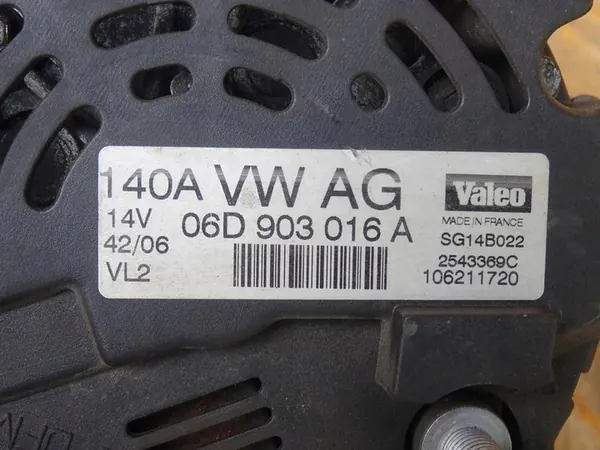 140A VW AG
14V 06D 903 016 A
42/06
VL2
Valeo
MADE IN FRANCE
SG14B022
2543369C
106211720